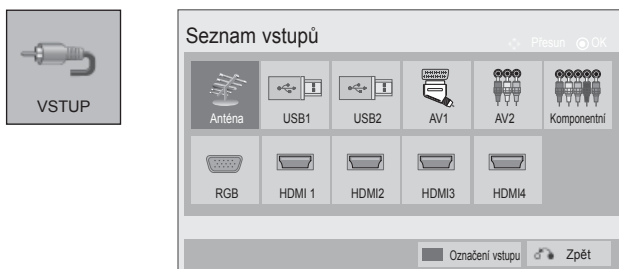 VSTUP
Seznam vstupů
Přesun OK
Anténa USB1 USB2 AV1 AV2 Komponentní
RGB HDMI 1 HDMI2 HDMI3 HDMI4
Označení vstupu Zpět